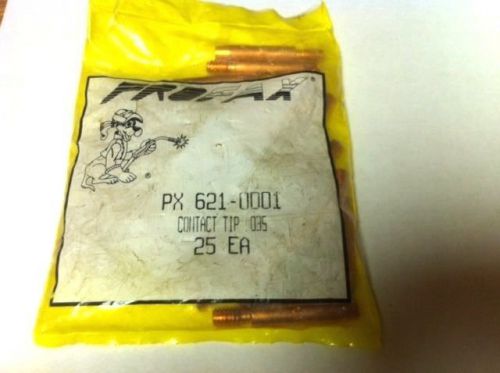 PROFAX
®
®
PX 621-0001
CONTACT TIP .035
25 EA